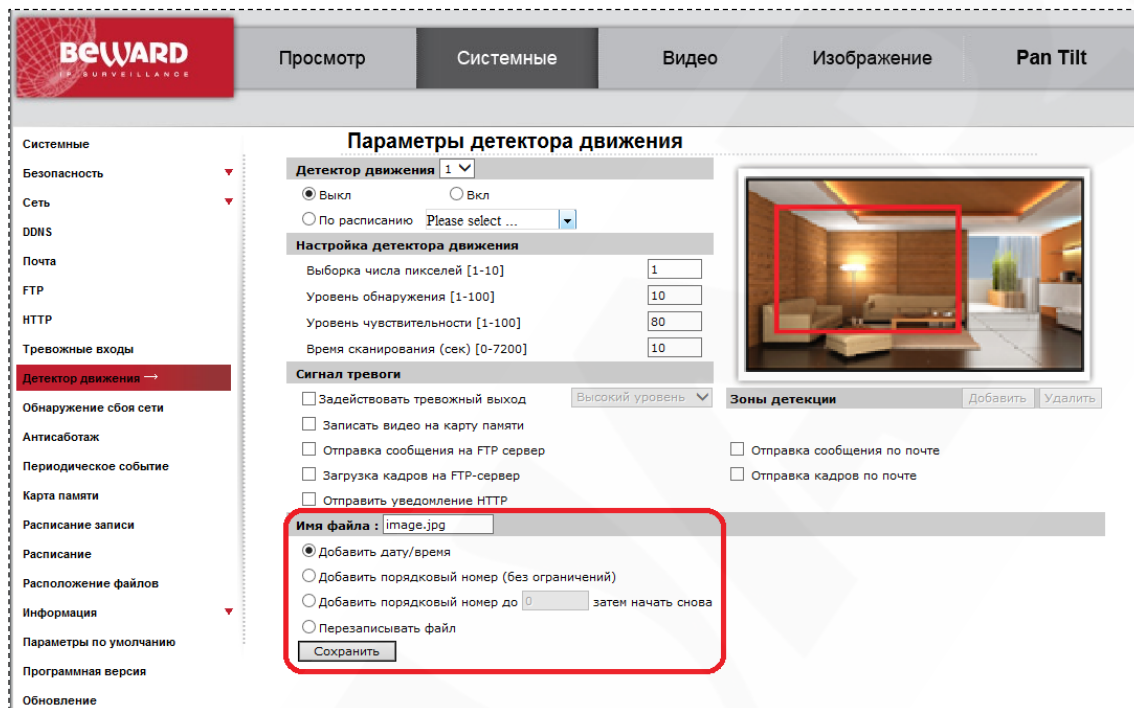 BEWARD
IP SURVEILLANCE
Просмотр
Системные
Видео
Изображение
Pan Tilt
Системные
Безопасность
Сеть
DDNS
Почта
FTP
HTTP
Тревожные входы
Детектор движения →
Обнаружение сбоя сети
Антисаботаж
Периодическое событие
Карта памяти
Расписание записи
Расписание
Расположение файлов
Информация
Параметры по умолчанию
Программная версия
Обновление
Параметры детектора движения
Детектор движения 1
Выкл Вкл
По расписанию Please select ...
Настройка детектора движения
Выборка числа пикселей [1-10] 1
Уровень обнаружения [1-100] 10
Уровень чувствительности [1-100] 80
Время сканирования (сек) [0-7200] 10
Сигнал тревоги
Задействовать тревожный выход Высокий уровень
Зоны детекции Добавить Удалить
Записать видео на карту памяти
Отправка сообщения на FTP сервер
Отправка сообщения по почте
Загрузка кадров на FTP-сервер
Отправка кадров по почте
Отправить уведомление HTTP
Имя файла : image.jpg
Добавить дату/время
Добавить порядковый номер (без ограничений)
Добавить порядковый номер до 0 затем начать снова
Перезаписывать файл
Сохранить